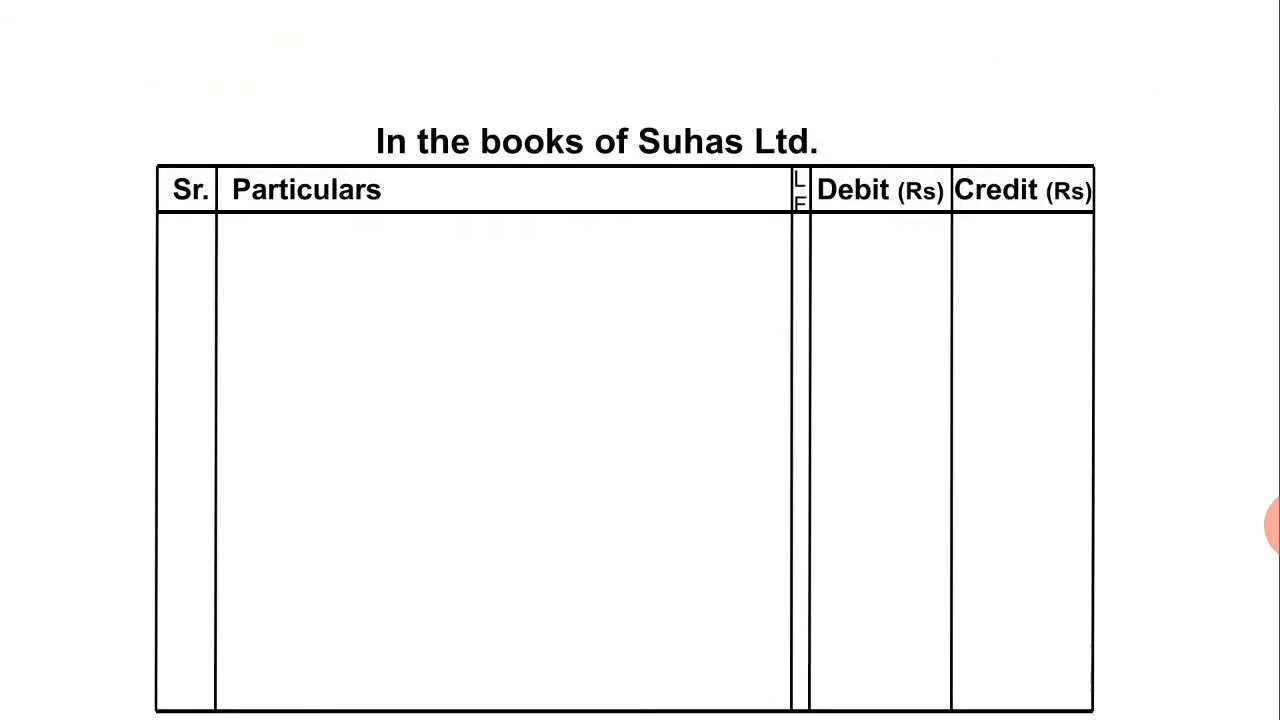 In the books of Suhas Ltd.
Sr. Particulars L F Debit (Rs) Credit (Rs)